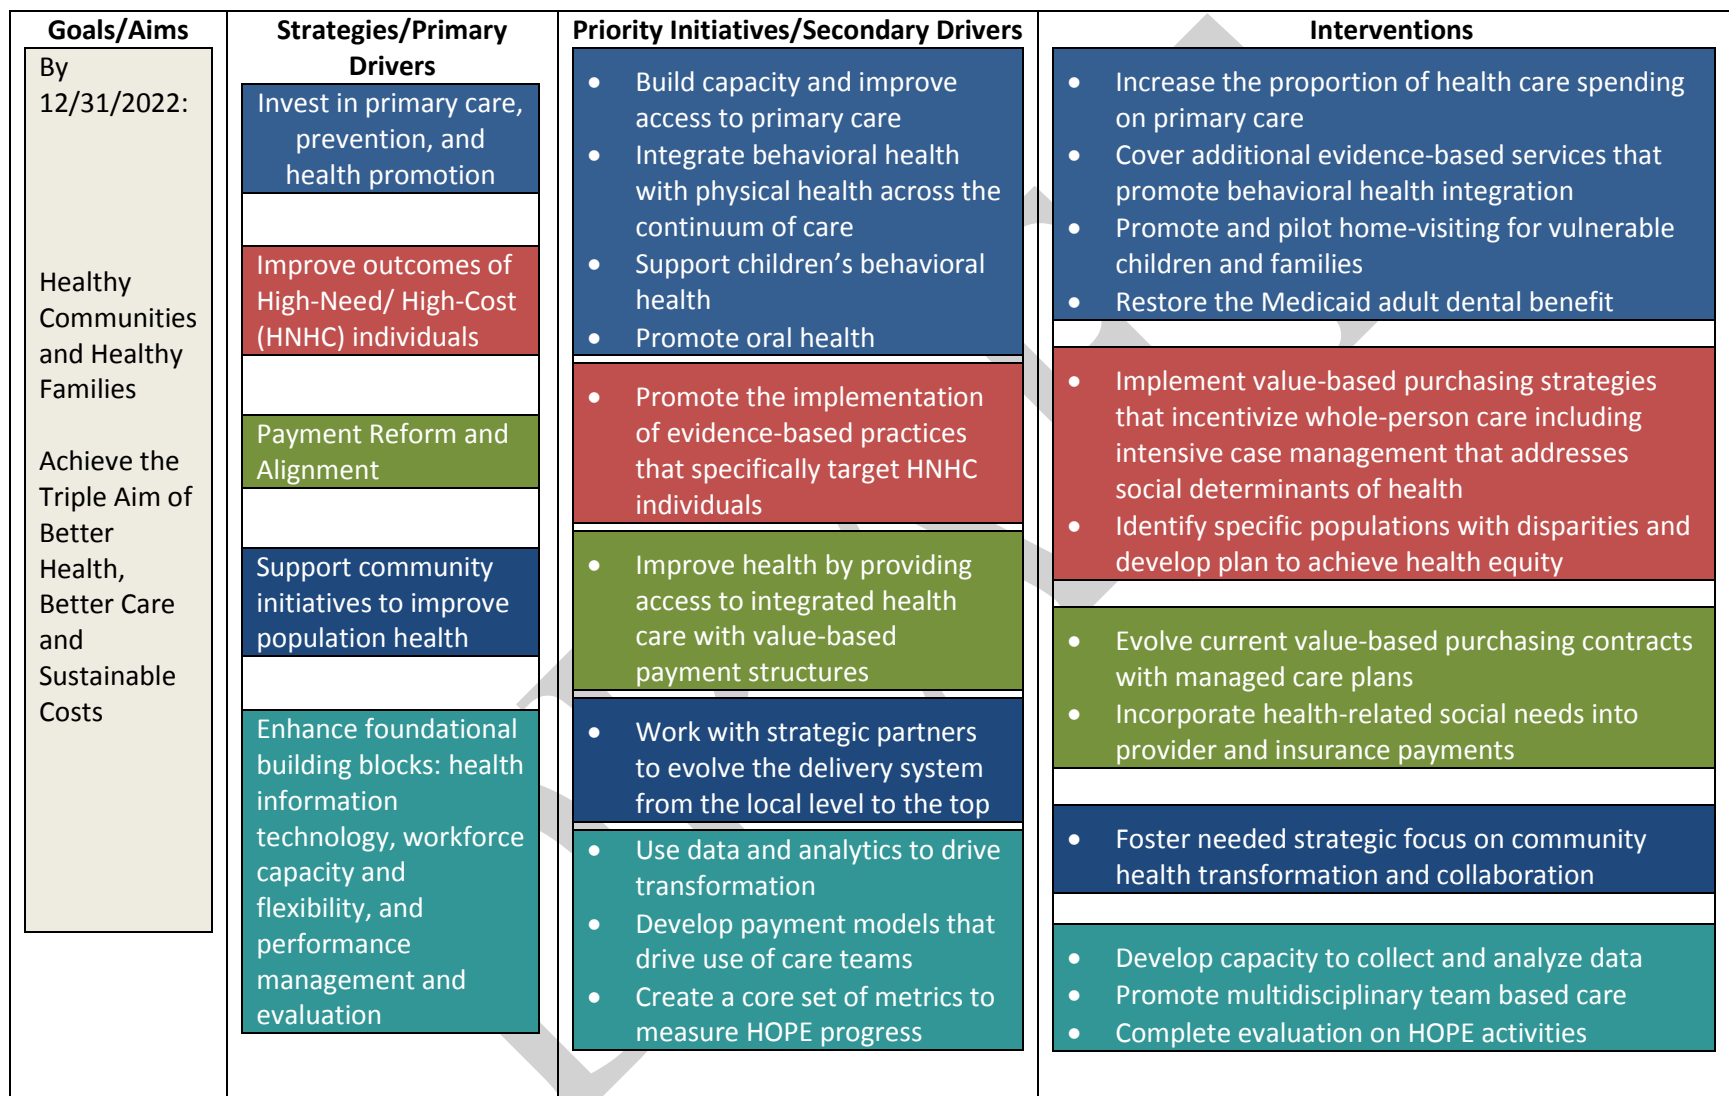 Goals/Aims
By
12/31/2022:
Healthy
Communities
and Healthy
Families
Achieve the
Triple Aim of
Better
Health,
Better Care
and
Sustainable
Costs
Strategies/Primary
Drivers
Invest in primary care,
prevention, and
health promotion
Improve outcomes of
High-Need/ High-Cost
(HNHC) individuals
Payment Reform and
Alignment
Support community
initiatives to improve
population health
Enhance foundational
building blocks: health
information
technology, workforce
capacity and
flexibility, and
performance
management and
evaluation
Priority Initiatives/Secondary Drivers
• Build capacity and improve
access to primary care
• Integrate behavioral health
with physical health across the
continuum of care
• Support children’s behavioral
health
• Promote oral health
• Promote the implementation
of evidence-based practices
that specifically target HNHC
individuals
• Improve health by providing
access to integrated health
care with value-based
payment structures
• Work with strategic partners
to evolve the delivery system
from the local level to the top
• Use data and analytics to drive
transformation
• Develop payment models that
drive use of care teams
• Create a core set of metrics to
measure HOPE progress
Interventions
• Increase the proportion of health care spending
on primary care
• Cover additional evidence-based services that
promote behavioral health integration
• Promote and pilot home-visiting for vulnerable
children and families
• Restore the Medicaid adult dental benefit
• Implement value-based purchasing strategies
that incentivize whole-person care including
intensive case management that addresses
social determinants of health
• Identify specific populations with disparities and
develop plan to achieve health equity
• Evolve current value-based purchasing contracts
with managed care plans
• Incorporate health-related social needs into
provider and insurance payments
• Foster needed strategic focus on community
health transformation and collaboration
• Develop capacity to collect and analyze data
• Promote multidisciplinary team based care
• Complete evaluation on HOPE activities